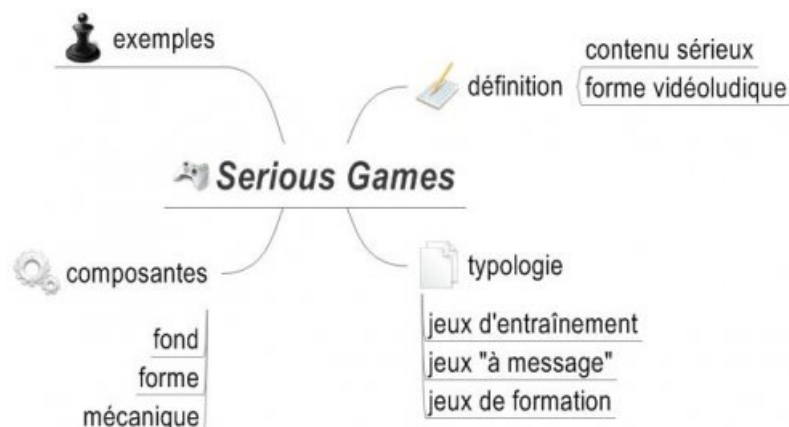 Serious Games
exemples
définition
contenu sérieux
forme vidéoludique
typologie
jeux d'entraînement
jeux "à message"
jeux de formation
composantes
fond
forme
mécanique